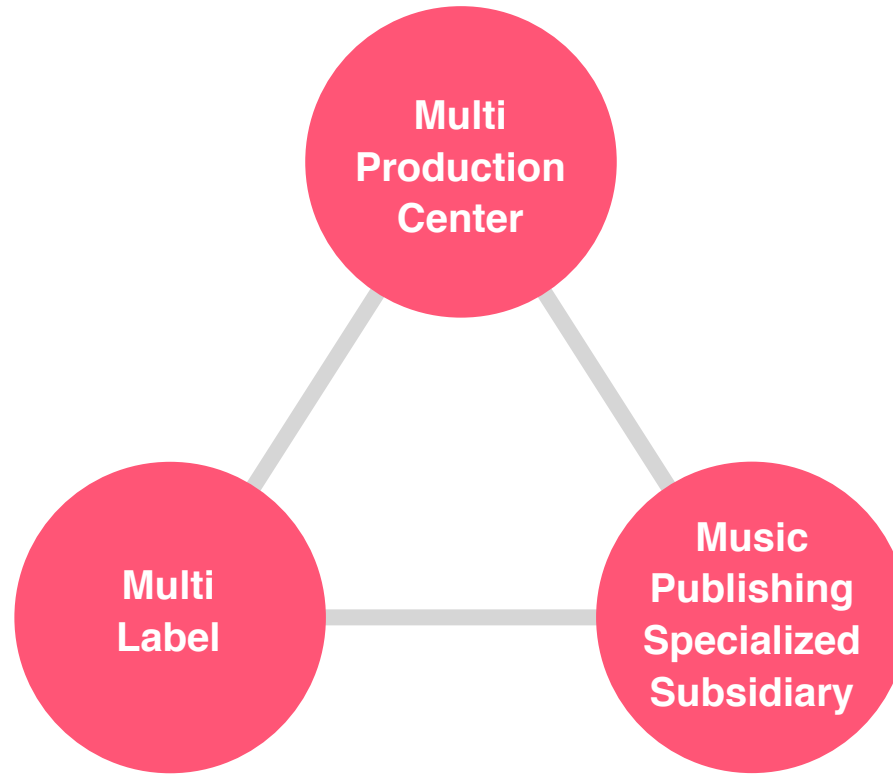 Multi
Production
Center
Multi
Label
Music
Publishing
Specialized
Subsidiary